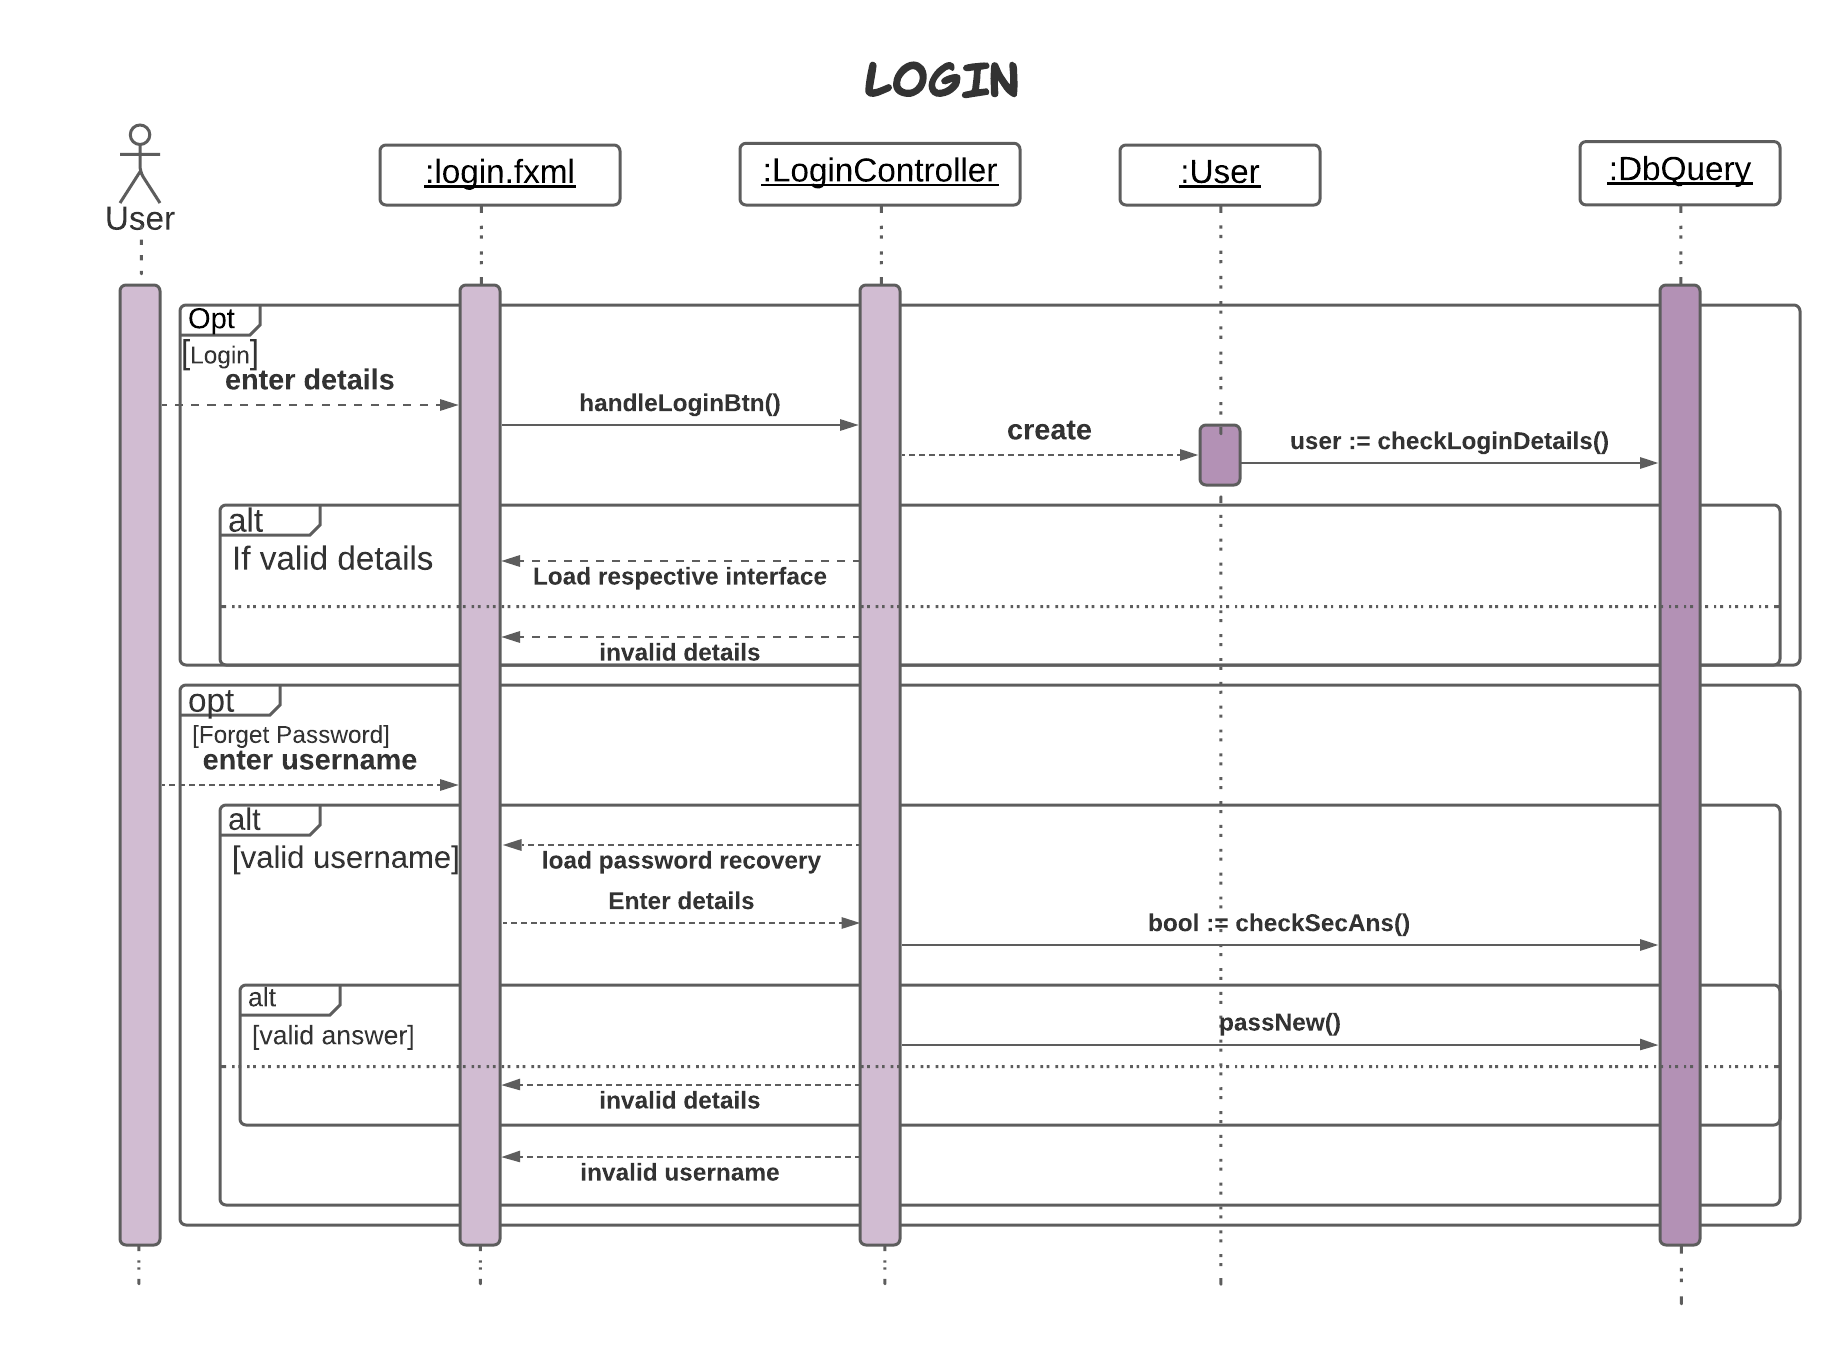 LOGIN
User
:login.fxml
:LoginController
:User
:DbQuery
Opt
[Login]
enter details
handleLoginBtn()
create
user := checkLoginDetails()
alt
If valid details
Load respective interface
invalid details
opt
[Forget Password]
enter username
alt
[valid username]
load password recovery
Enter details
bool := checkSecAns()
alt
[valid answer]
passNew()
invalid details
invalid username